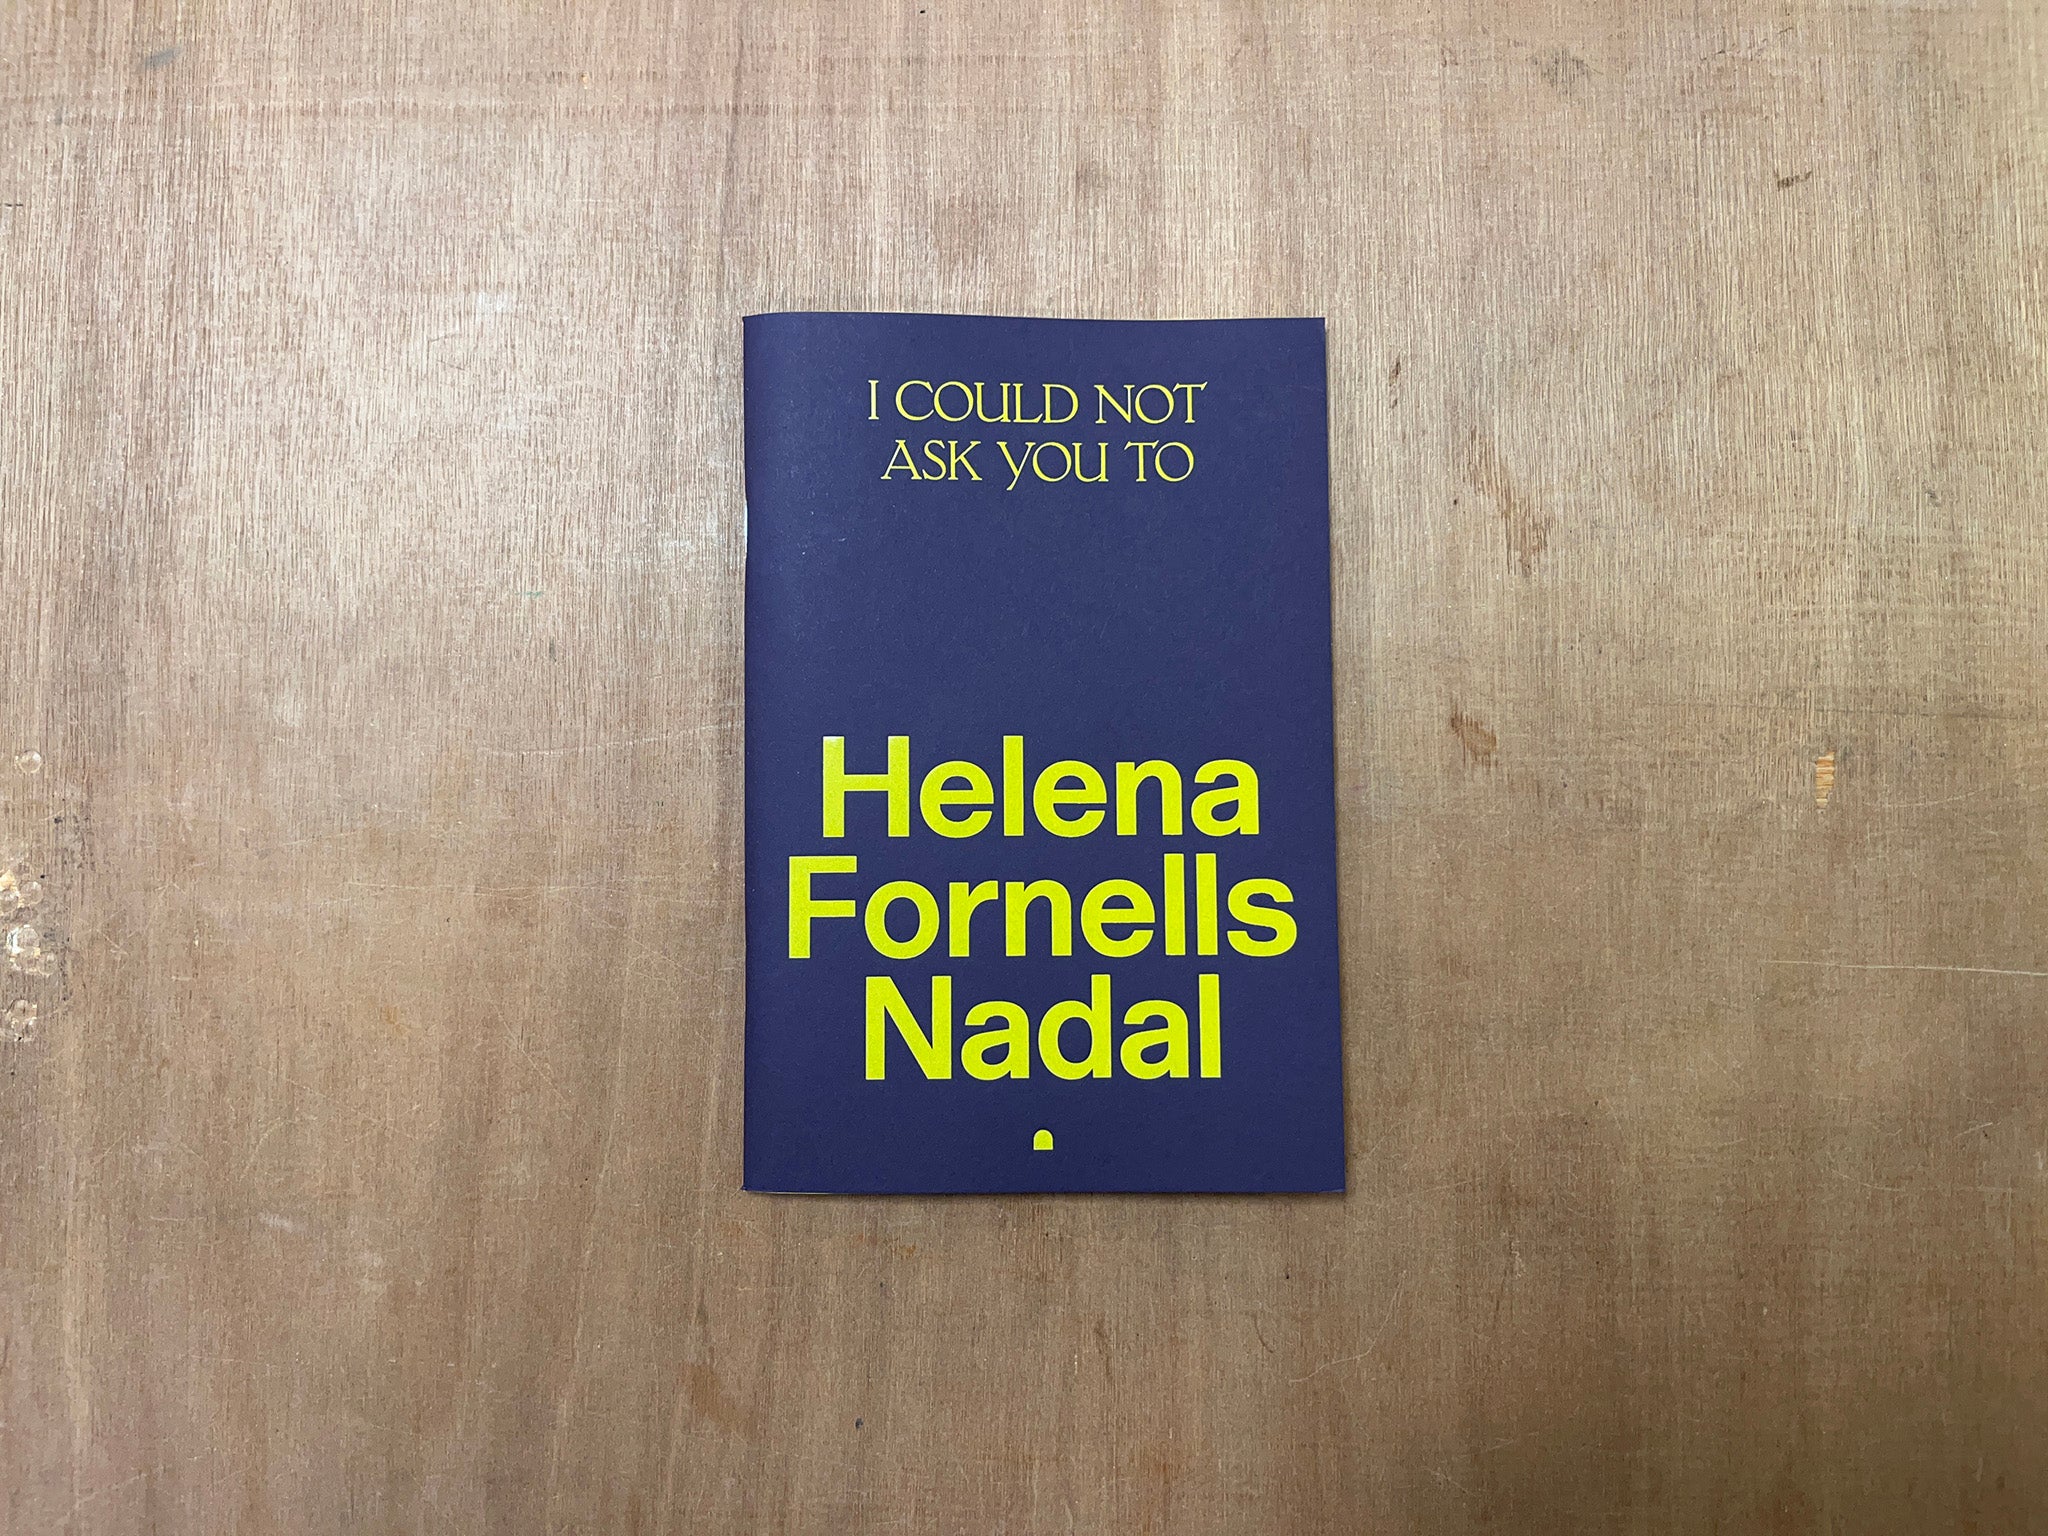 I COULD NOT
ASK YOU TO
Helena
Fornells
Nadal